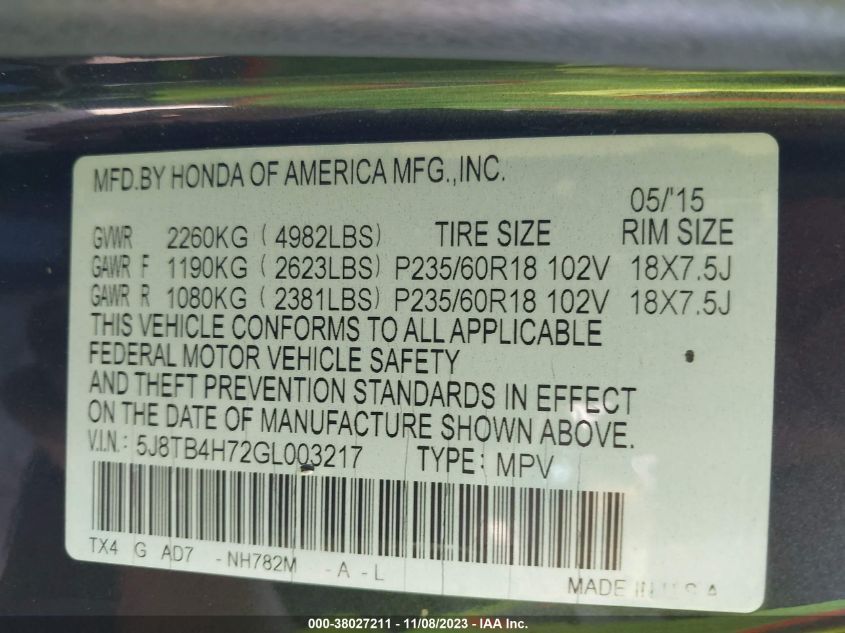 MFD.BY HONDA OF AMERICA MFG.,INC.
05/'15
GVWR 2260KG ( 4982LBS) TIRE SIZE RIM SIZE
GAWR F 1190KG ( 2623LBS) P235/60R18 102V 18X7.5J
GAWR R 1080KG ( 2381LBS) P235/60R18 102V 18X7.5J
THIS VEHICLE CONFORMS TO ALL APPLICABLE
FEDERAL MOTOR VEHICLE SAFETY
AND THEFT PREVENTION STANDARDS IN EFFECT
ON THE DATE OF MANUFACTURE SHOWN ABOVE.
V.I.N.: 5J8TB4H72GL003217 TYPE: MPV
TX4 G AD7 -NH782M -A -L
MADE IN U.S.A
000-38027211 - 11/08/2023 - IAA Inc.